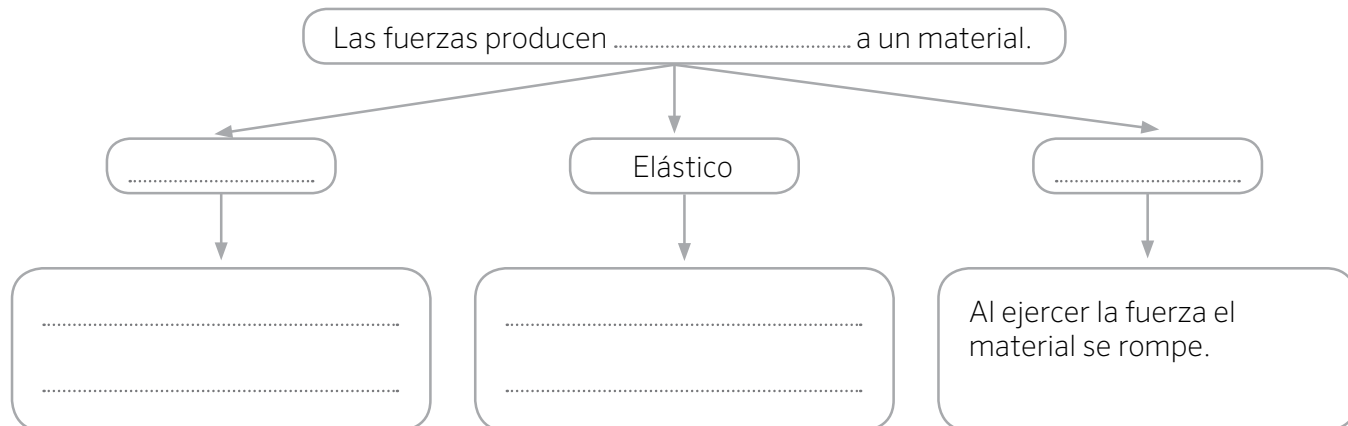 Las fuerzas producen ........................................ a un material.
Elástico
Al ejercer la fuerza el
material se rompe.